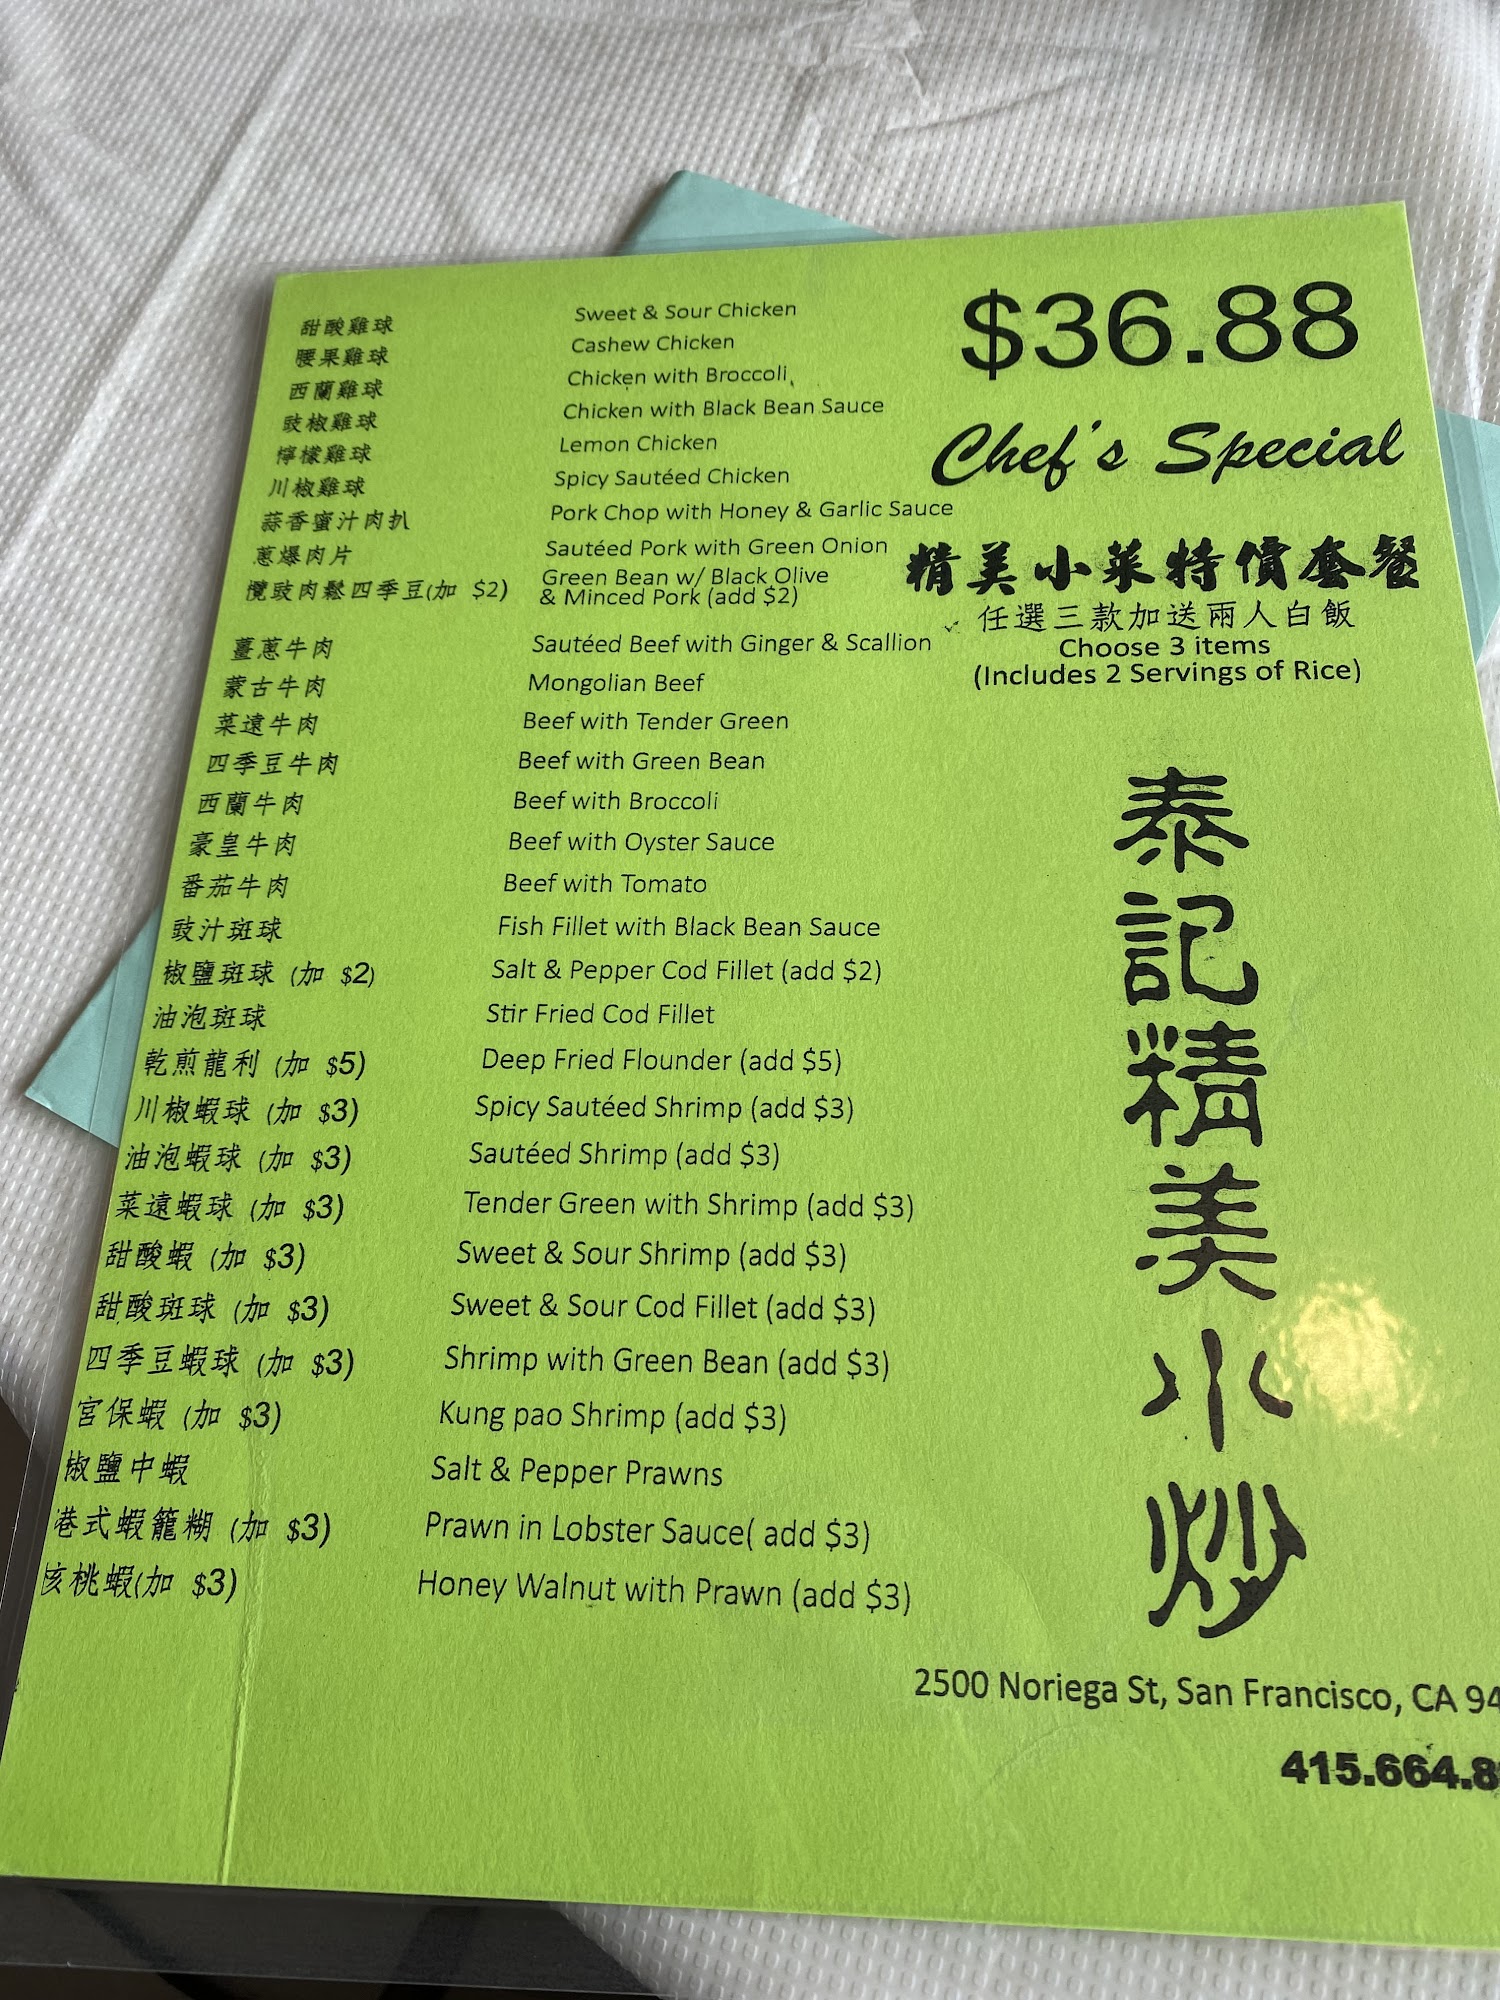 甜酸雞球 Sweet & Sour Chicken
腰果雞球 Cashew Chicken
西蘭雞球 Chicken with Broccoli
豉椒雞球 Chicken with Black Bean Sauce
檸檬雞球 Lemon Chicken
川椒雞球 Spicy Sautéed Chicken
蒜香蜜汁肉扒 Pork Chop with Honey & Garlic Sauce
蔥爆肉片 Sautéed Pork with Green Onion
欖豉肉鬆四季豆(加 $2) Green Bean w/ Black Olive
& Minced Pork (add $2)
薑蔥牛肉 Sautéed Beef with Ginger & Scallion
蒙古牛肉 Mongolian Beef
菜遠牛肉 Beef with Tender Green
四季豆牛肉 Beef with Green Bean
西蘭牛肉 Beef with Broccoli
豪皇牛肉 Beef with Oyster Sauce
番茄牛肉 Beef with Tomato
豉汁斑球 Fish Fillet with Black Bean Sauce
椒鹽斑球 (加 $2) Salt & Pepper Cod Fillet (add $2)
油泡斑球 Stir Fried Cod Fillet
乾煎龍利 (加 $5) Deep Fried Flounder (add $5)
川椒蝦球 (加 $3) Spicy Sautéed Shrimp (add $3)
油泡蝦球 (加 $3) Sautéed Shrimp (add $3)
菜遠蝦球 (加 $3) Tender Green with Shrimp (add $3)
甜酸蝦 (加 $3) Sweet & Sour Shrimp (add $3)
甜酸斑球 (加 $3) Sweet & Sour Cod Fillet (add $3)
四季豆蝦球 (加 $3) Shrimp with Green Bean (add $3)
宮保蝦 (加 $3) Kung pao Shrimp (add $3)
椒鹽中蝦 Salt & Pepper Prawns
港式蝦籠糊 (加 $3) Prawn in Lobster Sauce( add $3)
核桃蝦(加 $3) Honey Walnut with Prawn (add $3)
$36.88
Chef's Special
精美小菜特價套餐
任選三款加送兩人白飯
Choose 3 items
(Includes 2 Servings of Rice)
泰記精美小炒
2500 Noriega St, San Francisco, CA 94
415.664.8